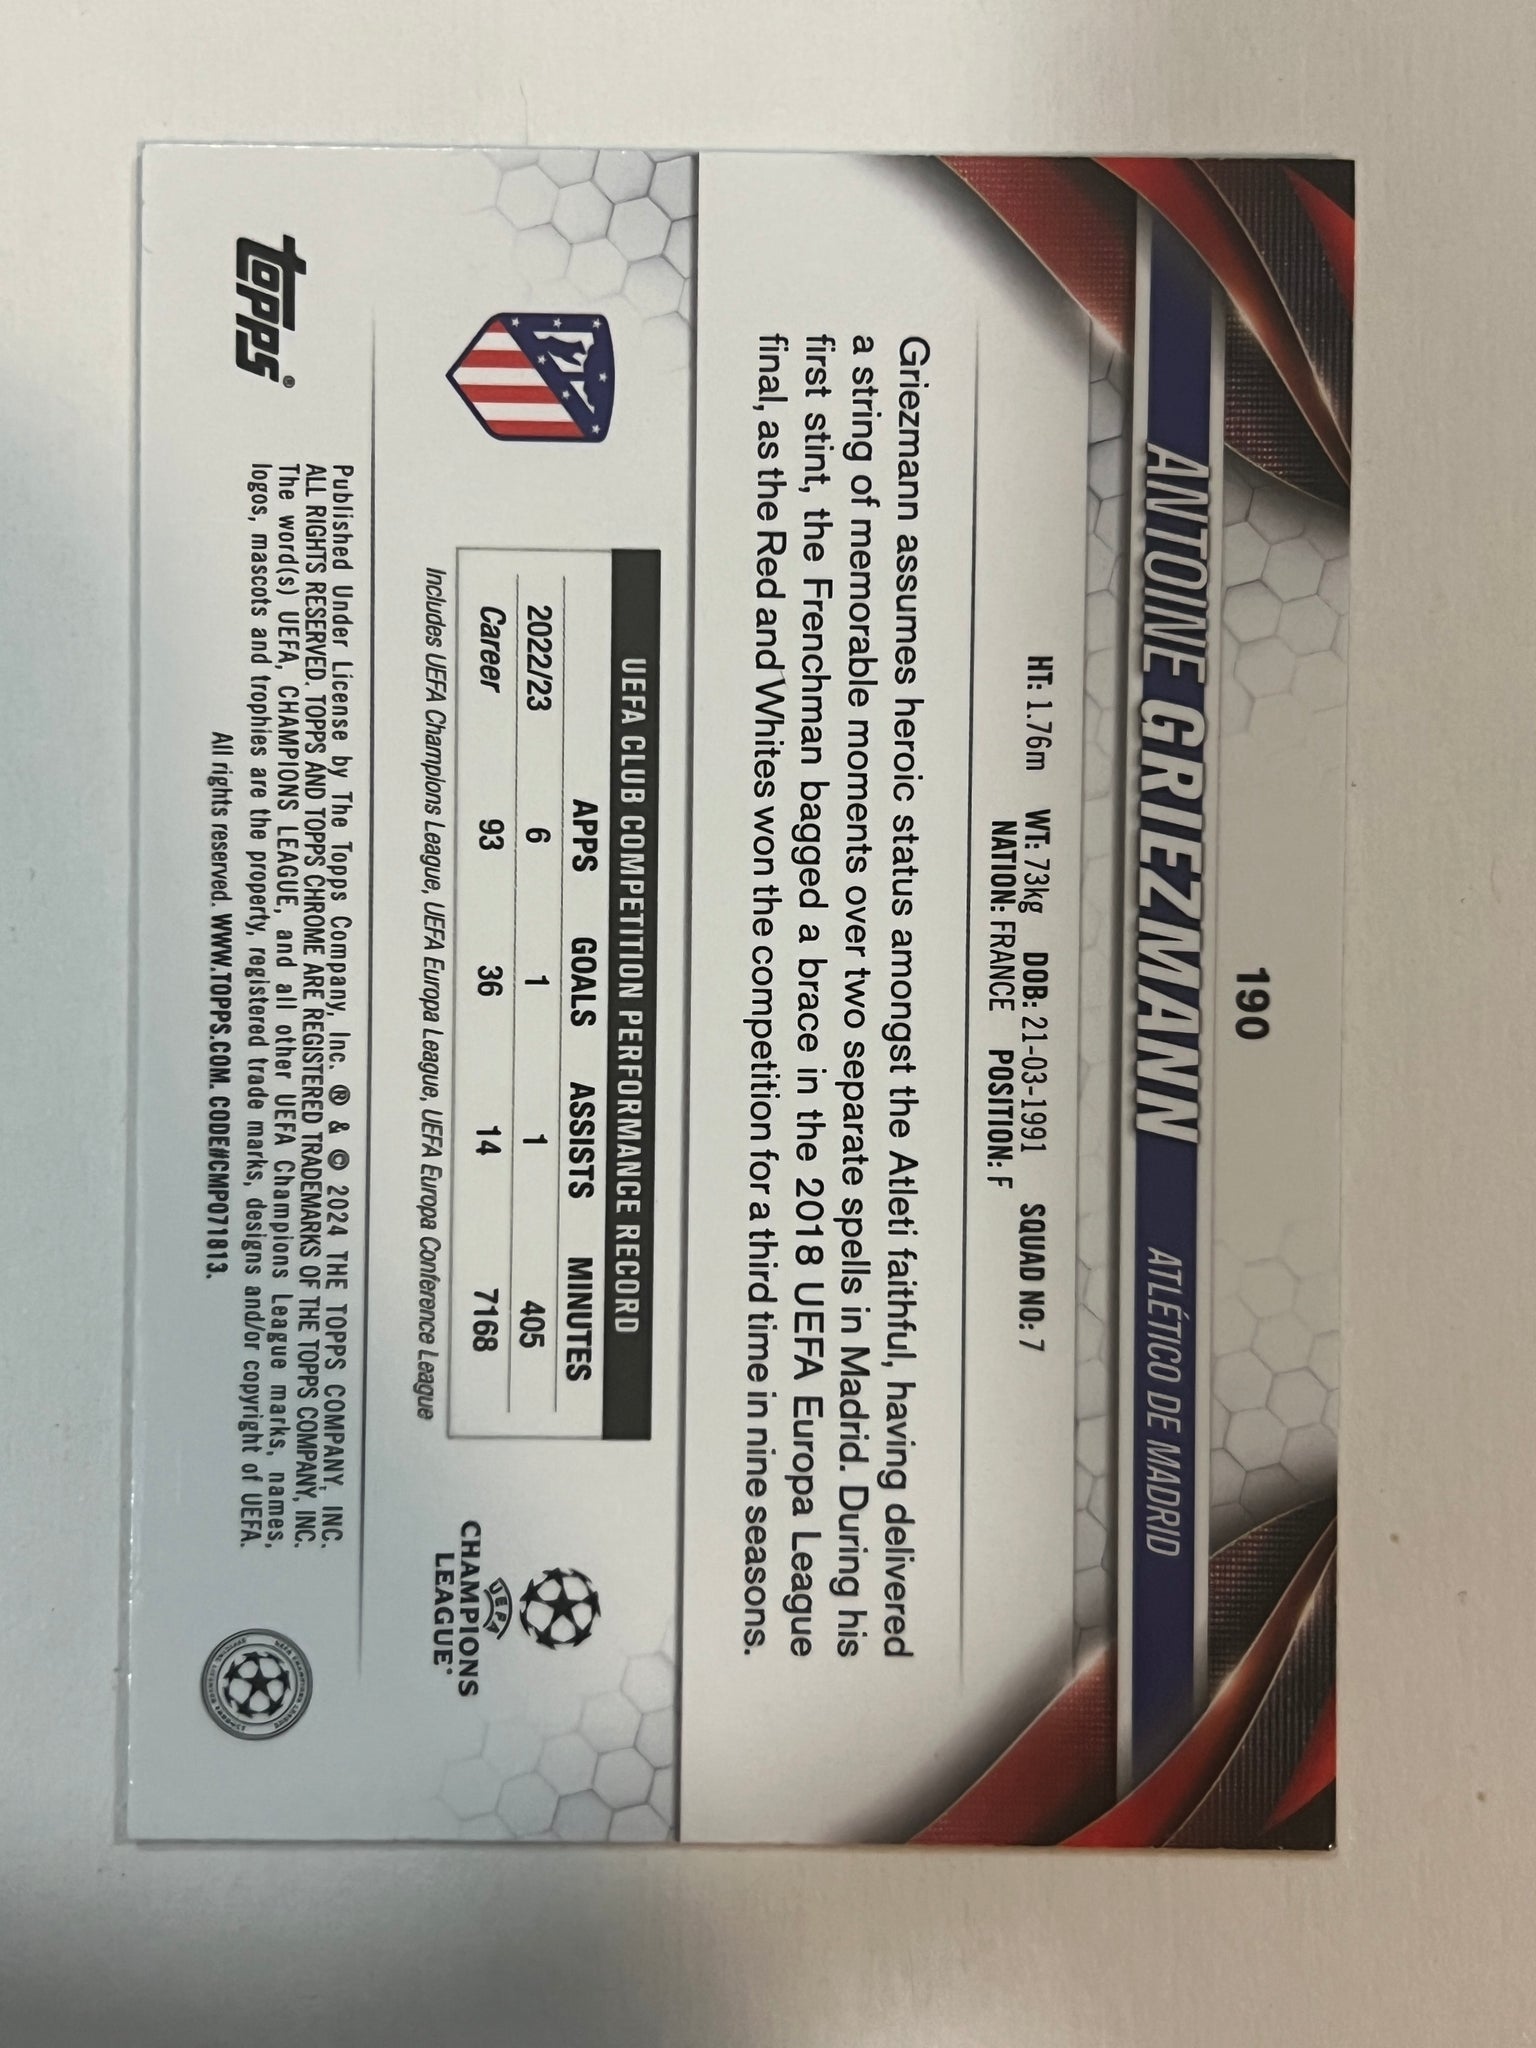 190
ANTOINE GRIEZMANN ATLÉTICO DE MADRID
HT: 1.76m WT: 73kg DOB: 21-03-1991 SQUAD NO: 7
NATION: FRANCE POSITION: F
Griezmann assumes heroic status amongst the Atleti faithful, having delivered
a string of memorable moments over two separate spells in Madrid. During his
first stint, the Frenchman bagged a brace in the 2018 UEFA Europa League
final, as the Red and Whites won the competition for a third time in nine seasons.
UEFA CLUB COMPETITION PERFORMANCE RECORD
APPS GOALS ASSISTS MINUTES
2022/23 6 1 1 405
Career 93 36 14 7168
Includes UEFA Champions League, UEFA Europa League, UEFA Europa Conference League
UEFA
CHAMPIONS
LEAGUE®
topps®
Published Under License by The Topps Company, Inc. ® & © 2024 THE TOPPS COMPANY, INC.
ALL RIGHTS RESERVED. TOPPS AND TOPPS CHROME ARE REGISTERED TRADEMARKS OF THE TOPPS COMPANY, INC.
The word(s) UEFA, CHAMPIONS LEAGUE, and all other UEFA Champions League marks, names,
logos, mascots and trophies are the property, registered trade marks, designs and/or copyright of UEFA.
All rights reserved. WWW.TOPPS.COM. CODE#CMP071813.